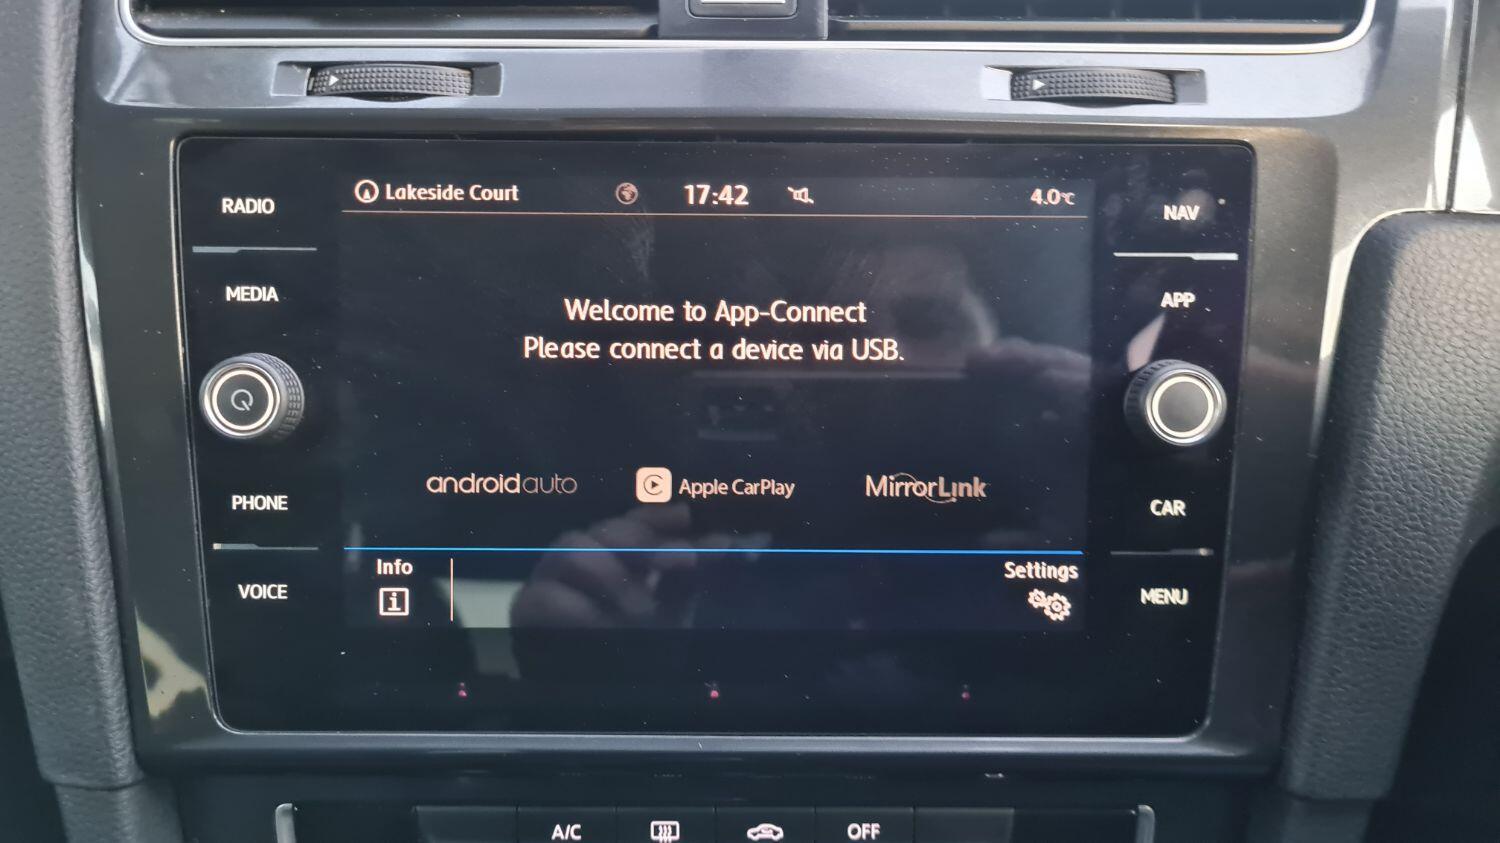 RADIO
MEDIA
PHONE
VOICE
Lakeside Court
17:42
4.0°C
Welcome to App-Connect
Please connect a device via USB.
androidauto
Apple CarPlay
MirrorLink
Info
i
Settings
NAV
APP
CAR
MENU
A/C
OFF